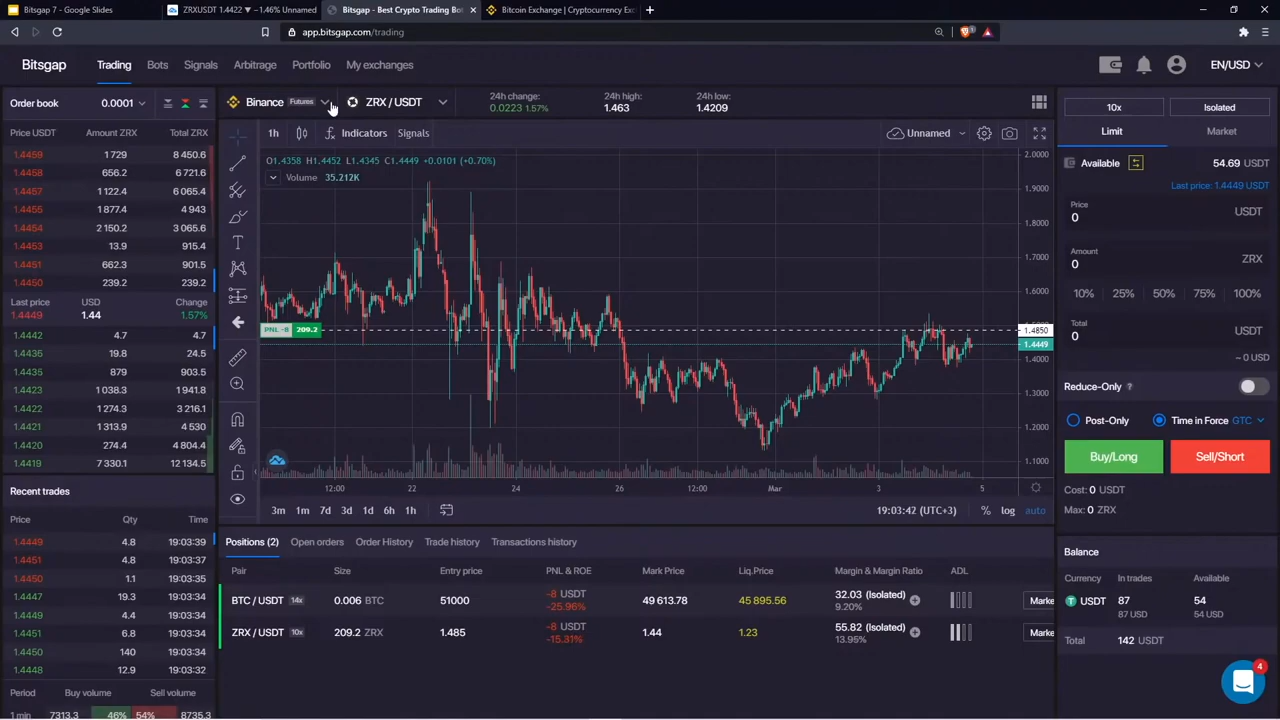 Bitsgap 7 - Google Slides
ZRXUSDT 1.4422 ▼ −1.46% Unnamed
Bitsgap - Best Crypto Trading Bo
Bitcoin Exchange | Cryptocurrency Exc
app.bitsgap.com/trading
Bitsgap
Trading
Bots
Signals
Arbitrage
Portfolio
My exchanges
EN/USD
Order book
0.0001
Price USDT Amount ZRX Total ZRX
1.4459 1 729 8 450.6
1.4458 656.2 6 721.6
1.4457 1 122.4 6 065.4
1.4455 1 877.4 4 943
1.4454 2 150.2 3 065.6
1.4453 13.9 915.4
1.4451 662.3 901.5
1.4450 239.2 239.2
Last price USD Change
1.4449 1.44 1.57%
1.4442 4.7 4.7
1.4435 19.8 24.5
1.4435 879 903.5
1.4423 1 038.3 1 941.8
1.4422 1 274.3 3 216.1
1.4421 1 313.9 4 530
1.4420 274.4 4 804.4
1.4419 7 330.1 12 134.5
Recent trades
Price Qty Time
1.4449 4.8 19:03:39
1.4451 4.8 19:03:37
1.4450 1.1 19:03:36
1.4447 19.3 19:03:34
1.4449 4.4 19:03:34
1.4451 6.8 19:03:34
1.4450 140 19:03:34
1.4448 12.9 19:03:34
Period Buy volume Sell volume
1 min 7313.3 46% 54% 8735.3
Binance Futures
ZRX / USDT
24h change:
0.0223 1.57%
24h high:
1.463
24h low:
1.4209
1h
Indicators
Signals
Unnamed
O1.4358 H1.4452 L1.4345 C1.4449 +0.0101 (+0.70%)
Volume 35.212K
PNL -8 209.2
2.0000
1.9000
1.8000
1.7000
1.6000
1.4850
1.4449
1.4000
1.3000
1.2000
1.1000
12:00 22 24 26 12:00 Mar 3 5
3m 1m 7d 3d 1d 6h 1h
19:03:42 (UTC+3)
% log auto
Positions (2)
Open orders
Order History
Trade history
Transactions history
Pair Size Entry price PNL & ROE Mark Price Liq.Price Margin & Margin Ratio ADL
BTC / USDT 14x 0.006 BTC 51000 -8 USDT -25.96% 49 613.78 45 895.56 32.03 (Isolated) 9.20% Marke
ZRX / USDT 10x 209.2 ZRX 1.485 -8 USDT -15.31% 1.44 1.23 55.82 (Isolated) 13.95% Marke
10x
Isolated
Limit
Market
Available 54.69 USDT
Last price: 1.4449 USDT
Price
0 USDT
Amount
0 ZRX
10% 25% 50% 75% 100%
Total
0 USDT
~ 0 USD
Reduce-Only ?
Post-Only
Time in Force GTC
Buy/Long
Sell/Short
Cost: 0 USDT
Max: 0 ZRX
Balance
Currency In trades Available
USDT 87 54
87 USD 54 USD
Total 142 USDT
4